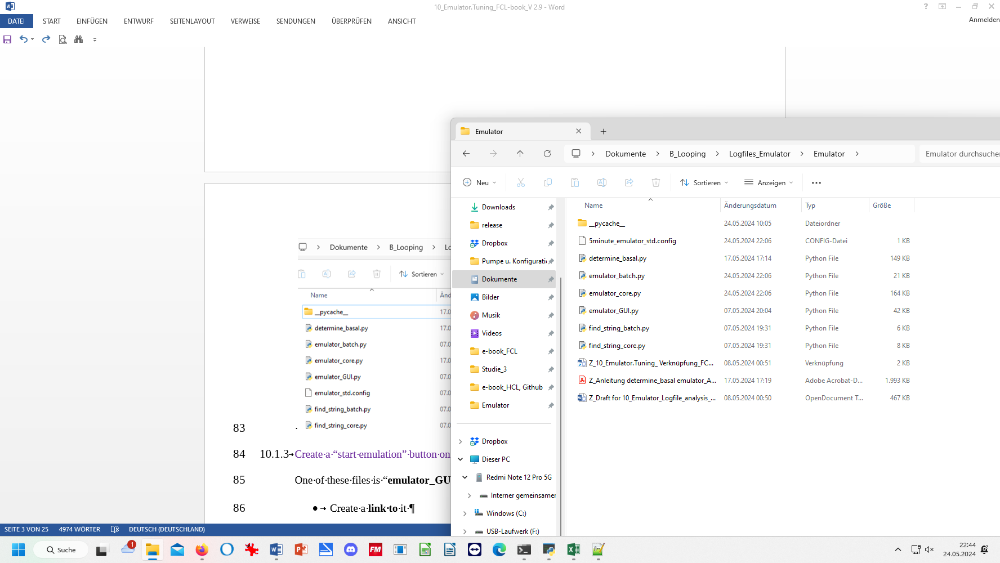 10_Emulator.Tuning_FCL-book_V 2.9 - Word
DATEI START EINFÜGEN ENTWURF SEITENLAYOUT VERWEISE SENDUNGEN ÜBERPRÜFEN ANSICHT
Anmelden
Emulator
Dokumente B_Looping Logfiles_Emulator Emulator
Emulator durchsuchen
Neu Sortieren Anzeigen
Name Änderungsdatum Typ Größe
__pycache__ 24.05.2024 10:05 Dateiordner
5minute_emulator_std.config 24.05.2024 22:06 CONFIG-Datei 1 KB
determine_basal.py 17.05.2024 17:14 Python File 149 KB
emulator_batch.py 24.05.2024 22:06 Python File 21 KB
emulator_core.py 24.05.2024 22:06 Python File 164 KB
emulator_GUI.py 07.05.2024 20:04 Python File 42 KB
find_string_batch.py 07.05.2024 19:31 Python File 6 KB
find_string_core.py 07.05.2024 19:31 Python File 8 KB
Z_10_Emulator.Tuning_ Verknüpfung_FC... 08.05.2024 00:51 Verknüpfung 2 KB
Z_Anleitung determine_basal emulator_A... 17.05.2024 17:19 Adobe Acrobat-D... 1.993 KB
Z_Draft for 10_Emulator_Logfile_analysis_... 08.05.2024 00:50 OpenDocument T... 467 KB
Downloads
release
Dropbox
Pumpe u. Konfigurati
Dokumente
Bilder
Musik
Videos
e-book_FCL
Studie_3
e-book_HCL, Github
Emulator
Dropbox
Dieser PC
Redmi Note 12 Pro 5G
Interner gemeinsamer
Windows (C:)
USB-Laufwerk (F:)
Dokumente B_Looping Lo
Sortieren
Name Änd
__pycache__ 17.0
determine_basal.py 17.0
emulator_batch.py 07.0
emulator_core.py 17.0
emulator_GUI.py 07.0
emulator_std.config 07.0
find_string_batch.py 07.0
83 . find_string_core.py 07.0
84 10.1.3→Create·a·“start·emulation”·button·on
85 One·of·these·files·is·“emulator_GU
86 ●→ Create·a·link·to·it·¶
SEITE 3 VON 25 4974 WÖRTER DEUTSCH (DEUTSCHLAND)
Suche 1 FM
22:44
24.05.2024